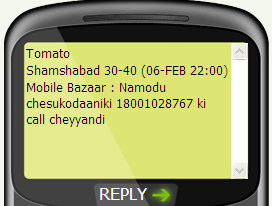 Tomato
Shamshabad 30-40 (06-FEB 22:00)
Mobile Bazaar : Namodu
chesukodaaniki 18001028767 ki
call cheyyandi
REPLY